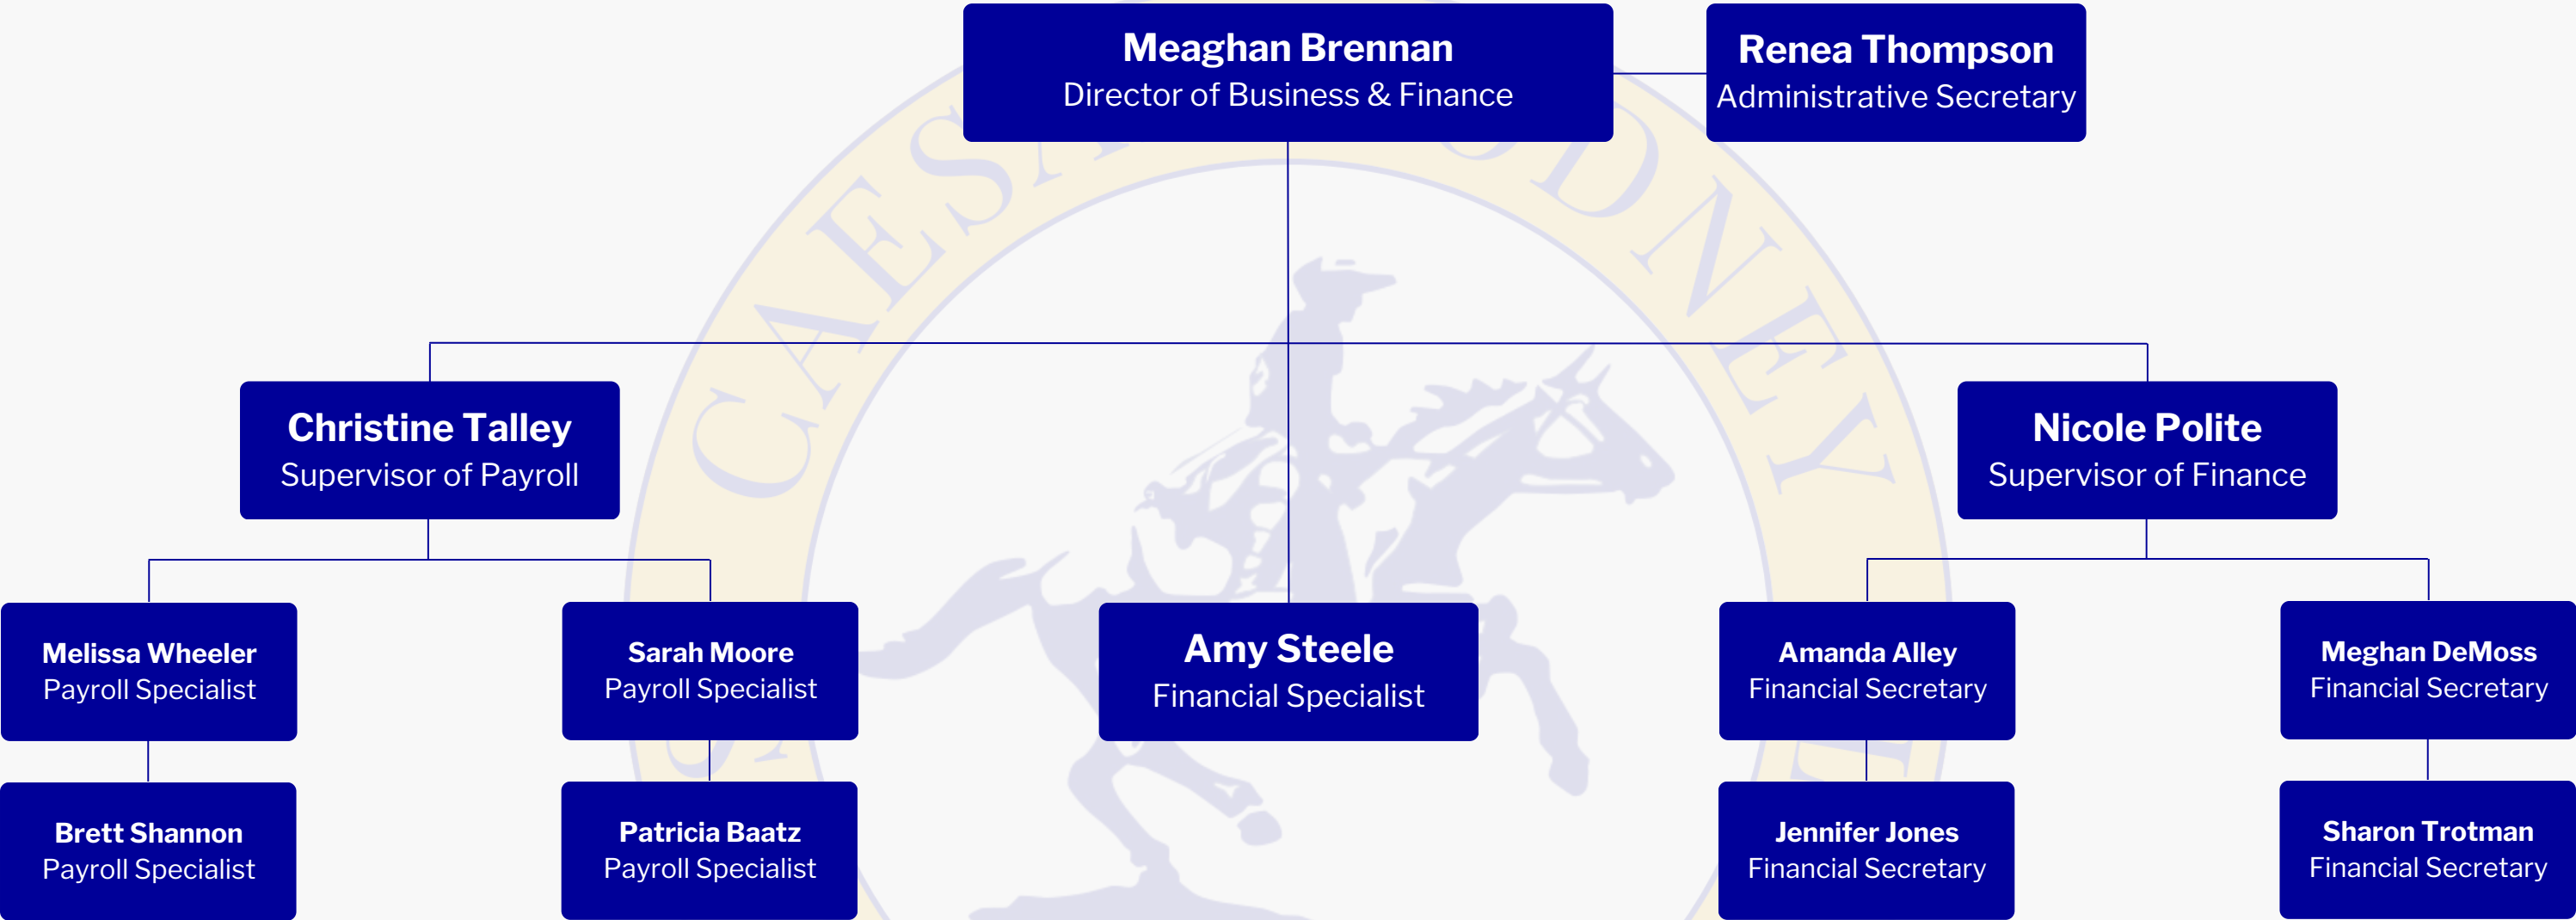 Meaghan Brennan
Director of Business & Finance
Renea Thompson
Administrative Secretary
Christine Talley
Supervisor of Payroll
Nicole Polite
Supervisor of Finance
Melissa Wheeler
Payroll Specialist
Sarah Moore
Payroll Specialist
Amy Steele
Financial Specialist
Amanda Alley
Financial Secretary
Meghan DeMoss
Financial Secretary
Brett Shannon
Payroll Specialist
Patricia Baatz
Payroll Specialist
Jennifer Jones
Financial Secretary
Sharon Trotman
Financial Secretary